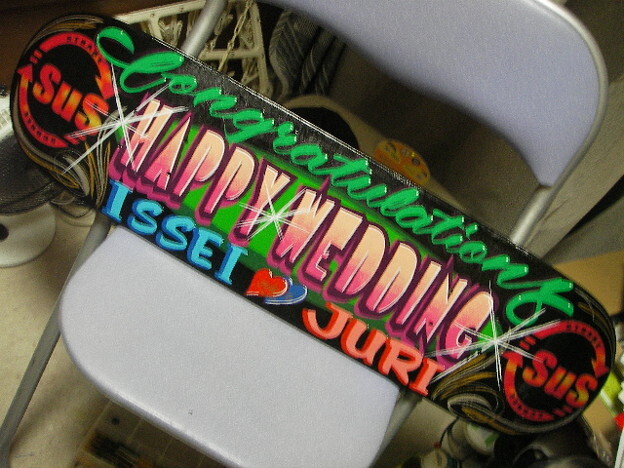 Congratulations
HAPPY WEDDING
ISSEI
JURI
"SuS"
"SuS"